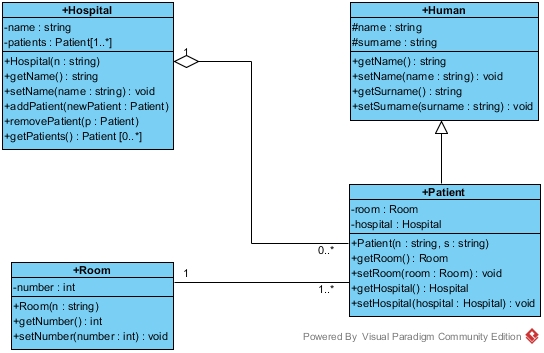 +Hospital
-name : string
-patients : Patient[1..*]
+Hospital(n : string)
+getName() : string
+setName(name : string) : void
+addPatient(newPatient : Patient)
+removePatient(p : Patient)
+getPatients() : Patient [0..*]
1
+Human
#name : string
#surname : string
+getName() : string
+setName(name : string) : void
+getSurname() : string
+setSurname(surname : string) : void
+Patient
-room : Room
-hospital : Hospital
+Patient(n : string, s : string)
+getRoom() : Room
+setRoom(room : Room) : void
+getHospital() : Hospital
+setHospital(hospital : Hospital) : void
0..*
+Room
-number : int
+Room(n : string)
+getNumber() : int
+setNumber(number : int) : void
1
1..*
Powered By Visual Paradigm Community Edition